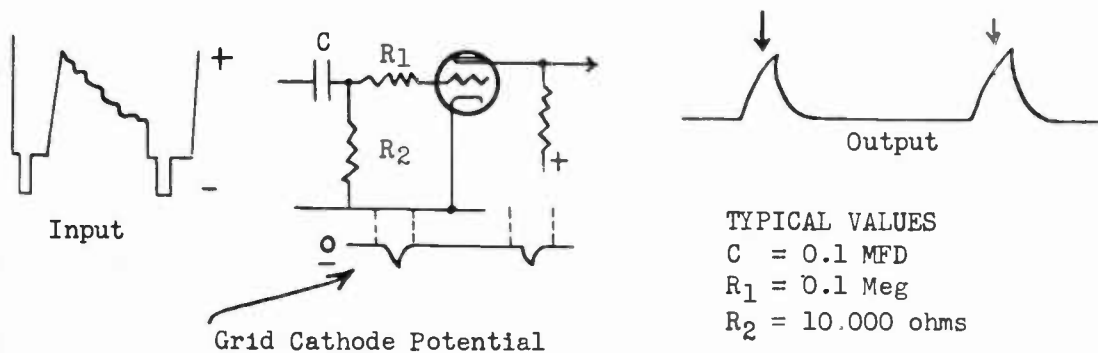 +
-
Input
C
R1
R2
+
O
-
Grid Cathode Potential
Output
TYPICAL VALUES
C = 0.1 MFD
R1 = 0.1 Meg
R2 = 10.000 ohms